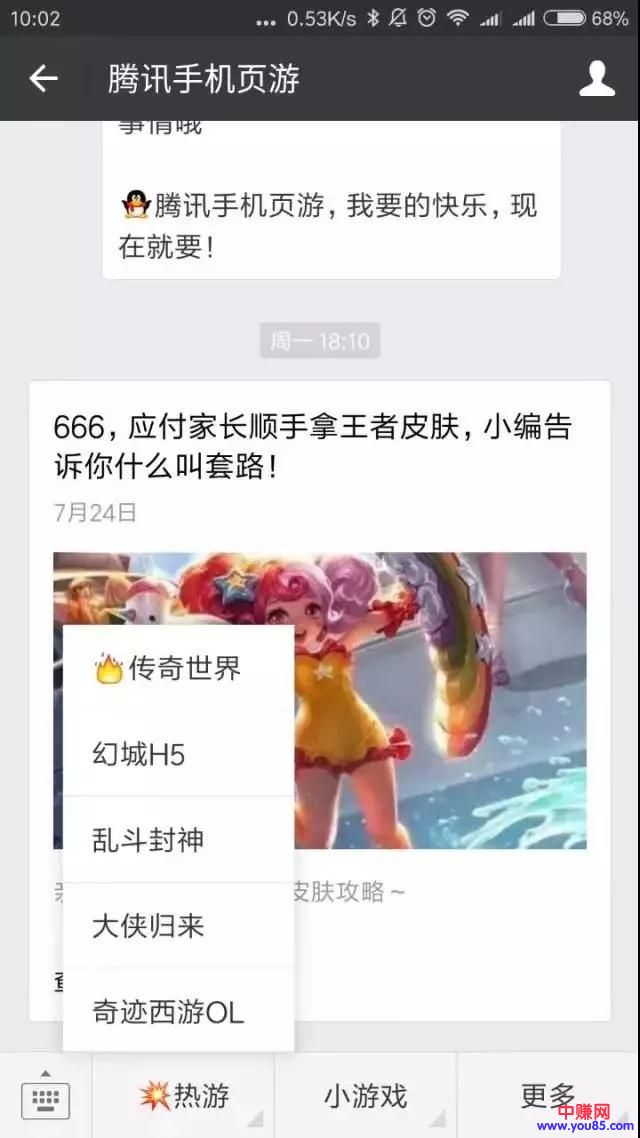 10:02
... 0.53K/s
68%
腾讯手机页游
事情哦
腾讯手机页游，我要的快乐，现
在就要！
周一 18:10
666，应付家长顺手拿王者皮肤，小编告
诉你什么叫套路！
7月24日
传奇世界
幻城H5
乱斗封神
大侠归来
奇迹西游OL
皮肤攻略～
热游
小游戏
更多
中赚网
www.you85.com